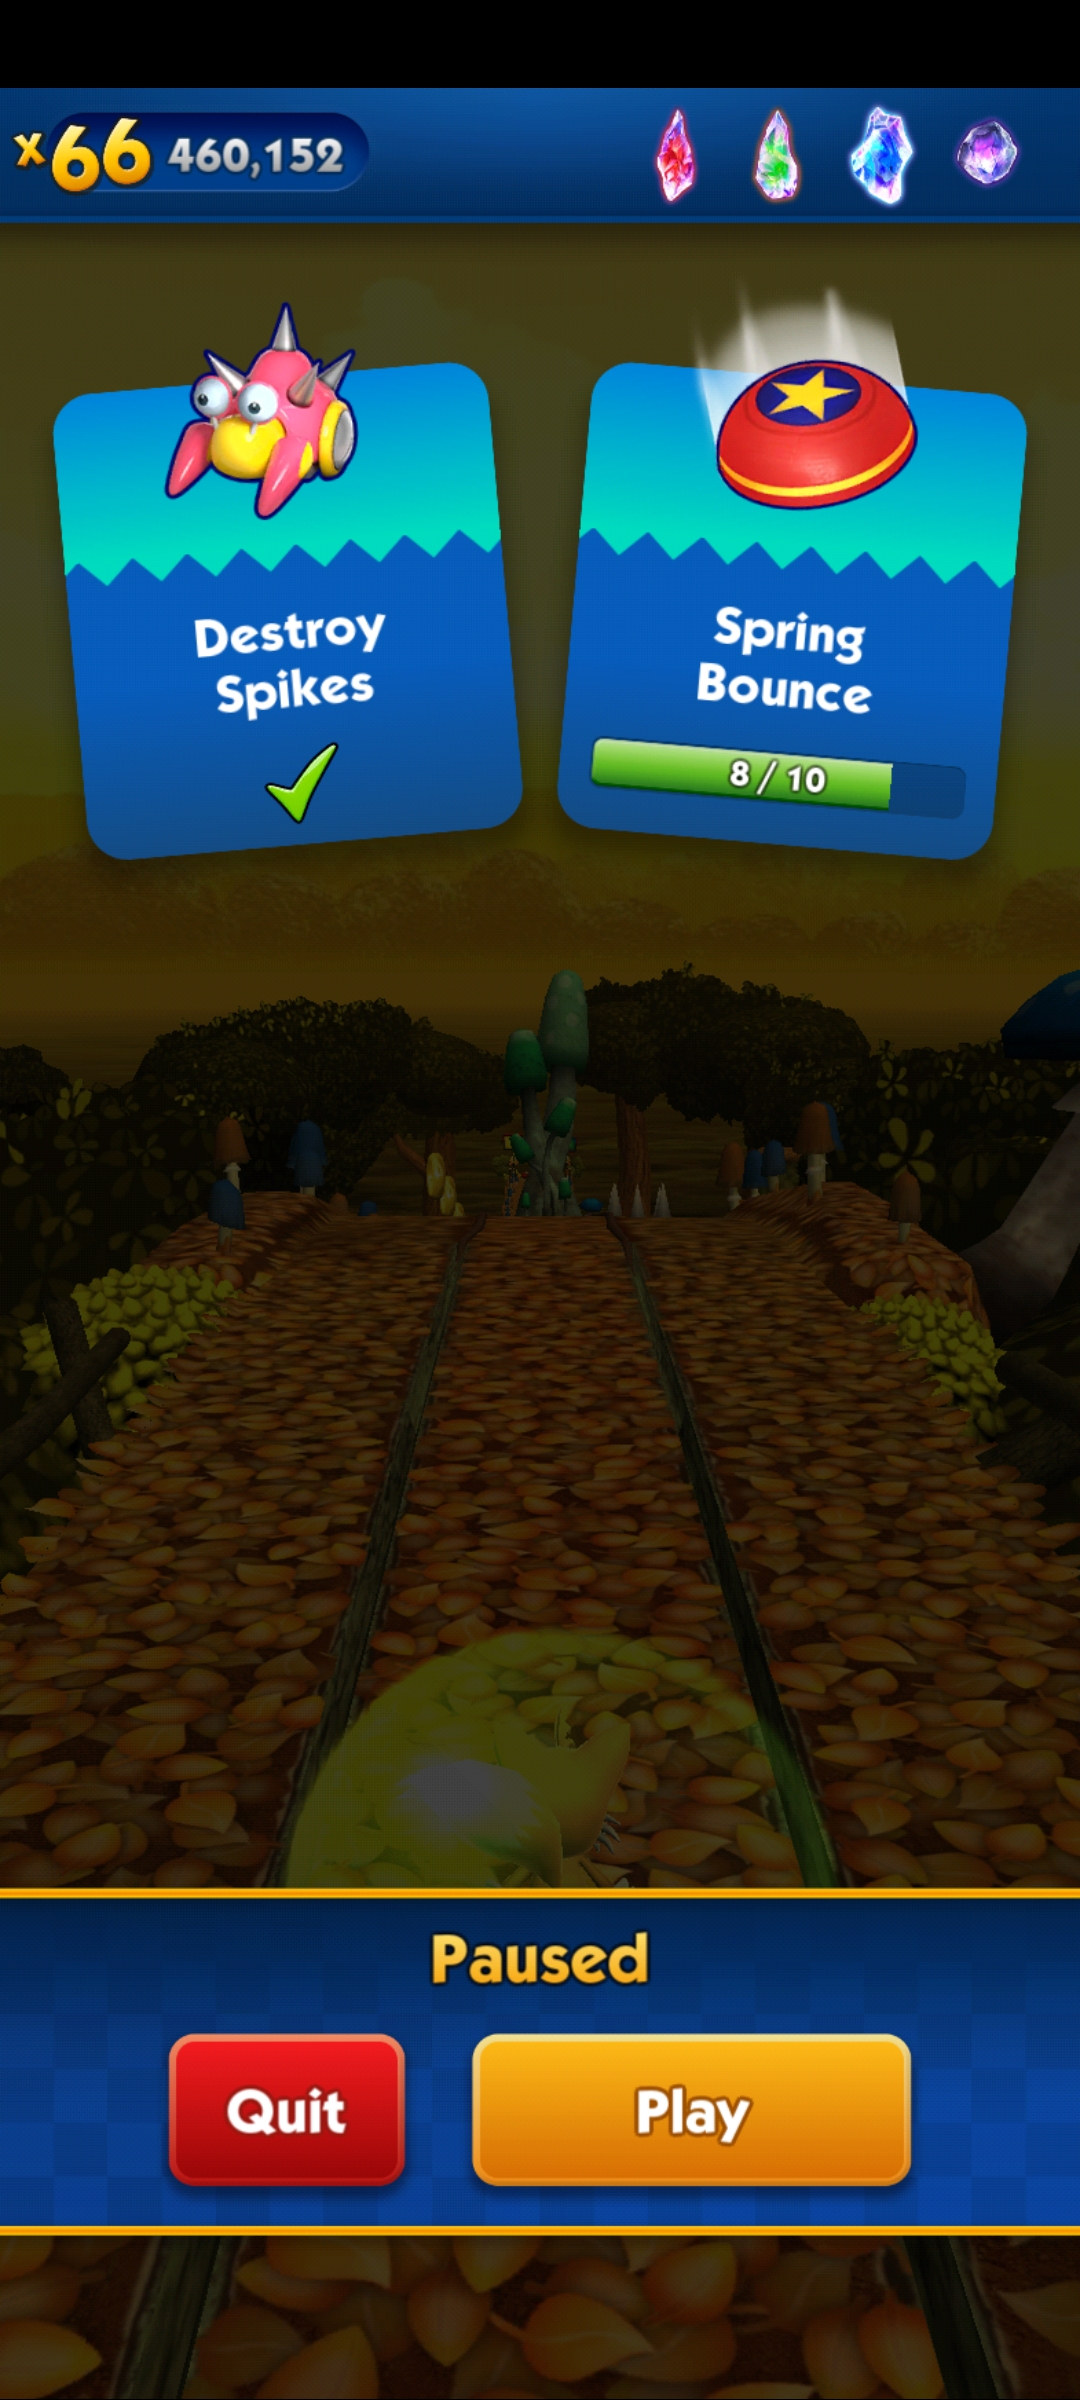 x66 460,152
Destroy
Spikes
Spring
Bounce
8 / 10
Paused
Quit
Play